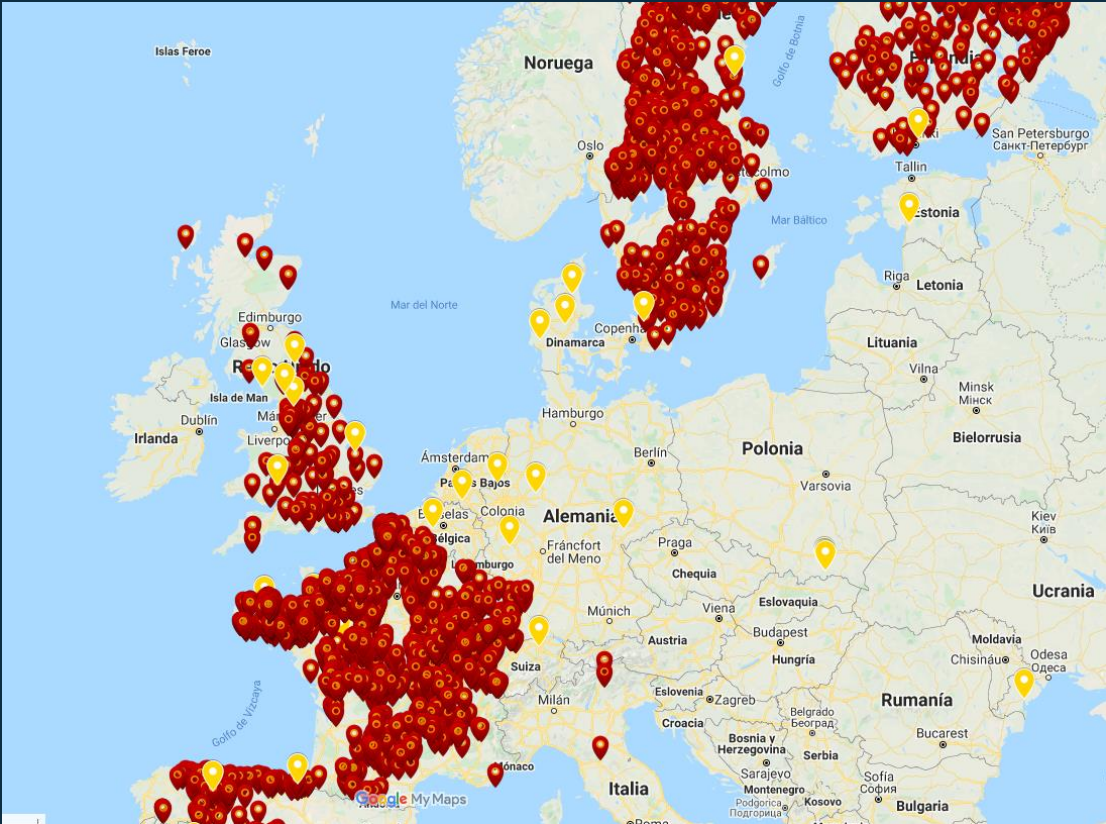 Islas Feroe
Noruega
Golfo de Botnia
Oslo
San Petersburgo
Санкт-Петербург
Tallin
Mar Báltico
Estonia
Riga
Letonia
Mar del Norte
Edimburgo
Glasgow
Copenh
Dinamarca
Lituania
Vilna
Minsk
Мінск
Isla de Man
Dublín
Irlanda
Liverpo
Hamburgo
Bielorrusia
Polonia
Berlín
Varsovia
Ámsterdam
Países Bajos
Colonia
Alemania
Bélgica
Fráncfort
del Meno
Praga
Chequia
Kiev
Київ
Ucrania
Múnich
Viena
Eslovaquia
Austria
Budapest
Hungría
Moldavia
Chisináu
Odesa
Одеса
Suiza
Golfo de Vizcaya
Milán
Eslovenia
Zagreb
Croacia
Rumanía
Belgrado
Београд
Bucarest
Bosnia y
Herzegovina
Serbia
Sarajevo
Mónaco
Italia
Montenegro
Podgorica
Подгорица
Kosovo
Sofía
София
Bulgaria
Google My Maps